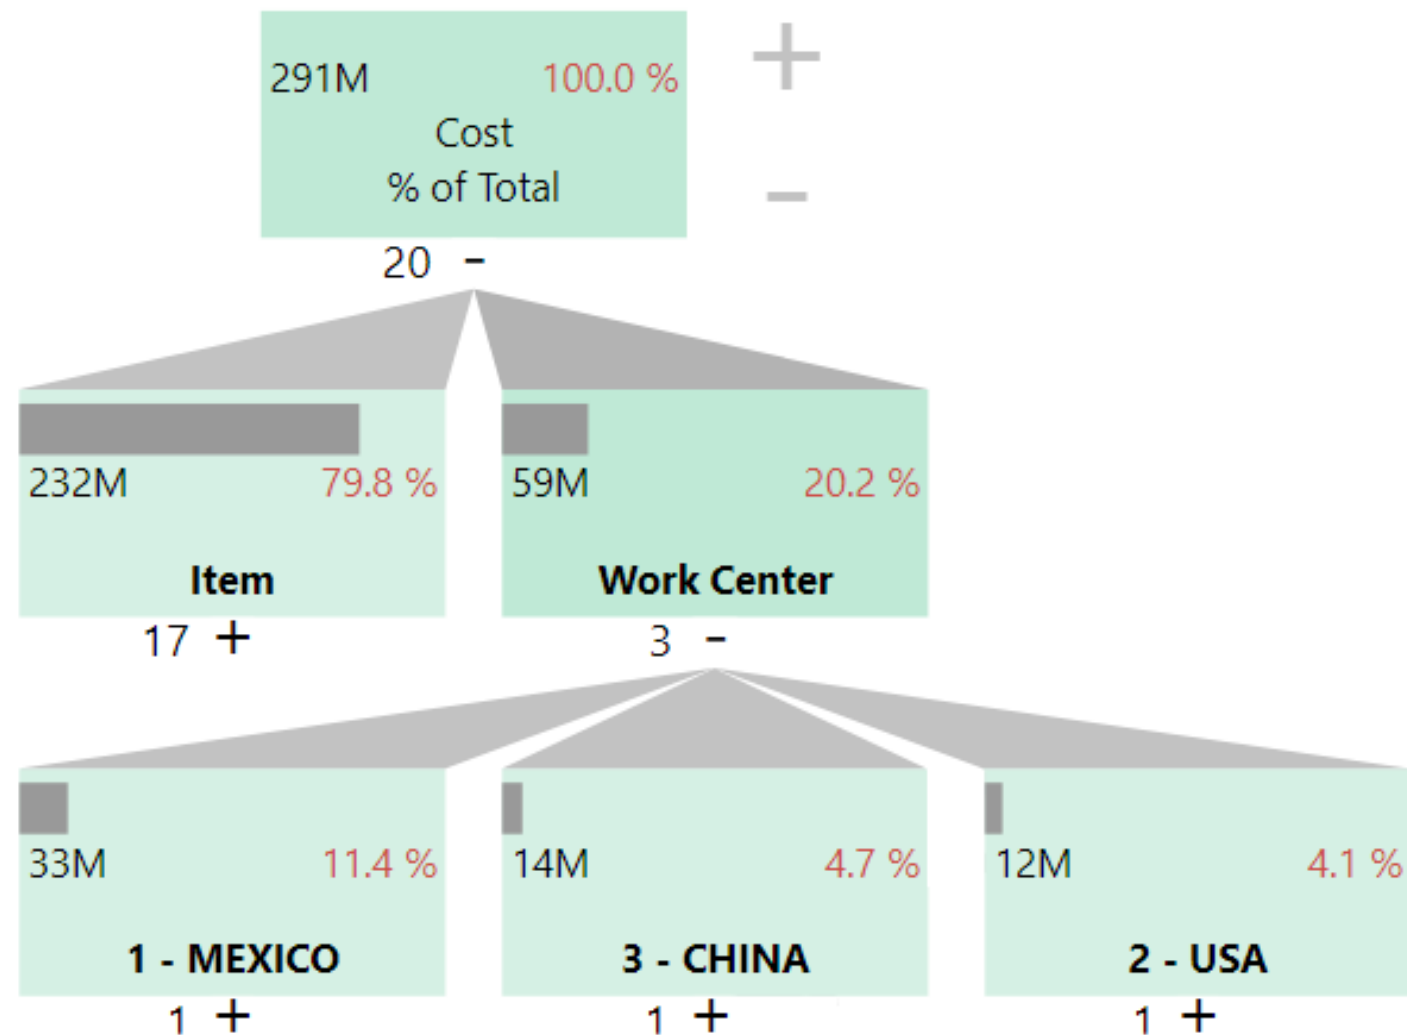 291M 100.0 %
Cost
% of Total
20 -
232M 79.8 % 59M 20.2 %
Item Work Center
17 + 3 -
33M 11.4 % 14M 4.7 % 12M 4.1 %
1 - MEXICO 3 - CHINA 2 - USA
1 + 1 + 1 +